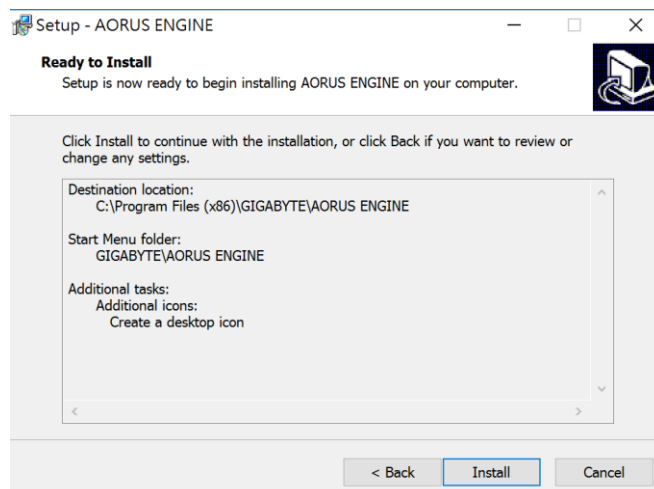 Setup - AORUS ENGINE
Ready to Install
Setup is now ready to begin installing AORUS ENGINE on your computer.
Click Install to continue with the installation, or click Back if you want to review or
change any settings.
Destination location:
C:\Program Files (x86)\GIGABYTE\AORUS ENGINE
Start Menu folder:
GIGABYTE\AORUS ENGINE
Additional tasks:
Additional icons:
Create a desktop icon
< Back
Install
Cancel